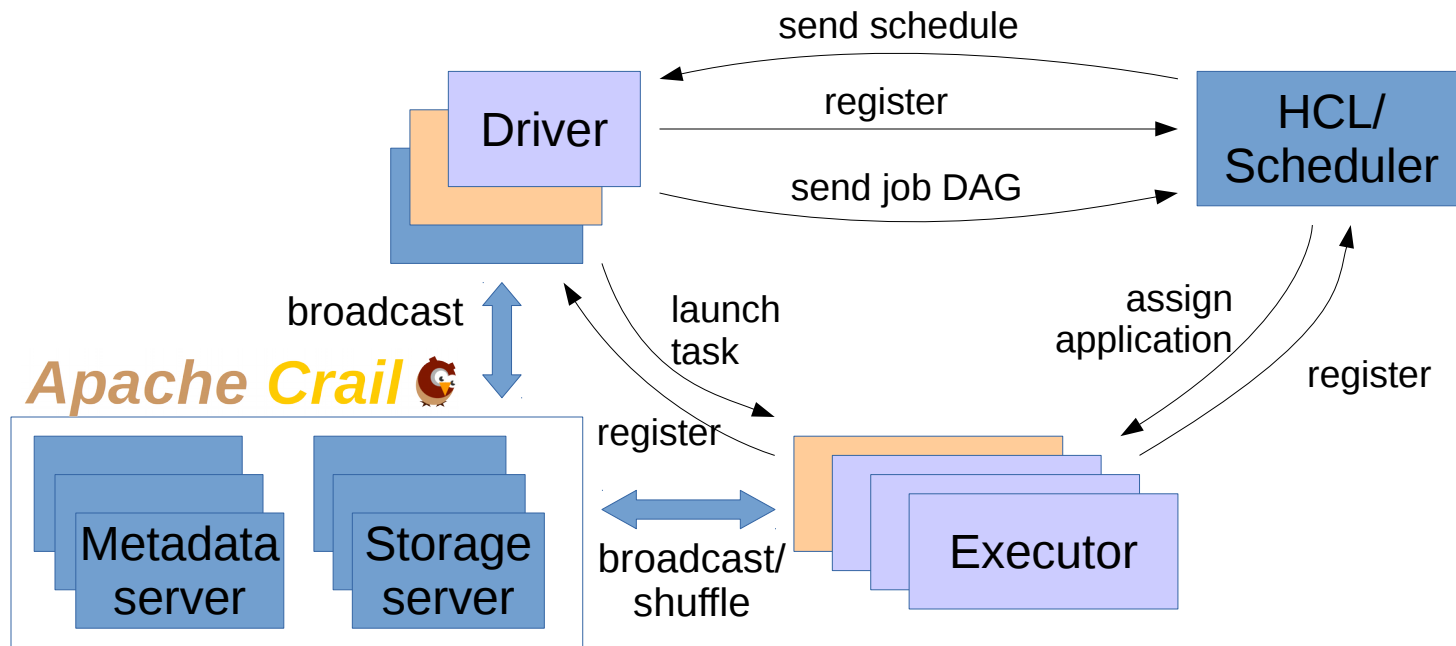 send schedule
register
send job DAG
Driver
HCL/
Scheduler
broadcast
launch
task
assign
application
register
Apache Crail
register
Metadata
server
Storage
server
broadcast/
shuffle
Executor